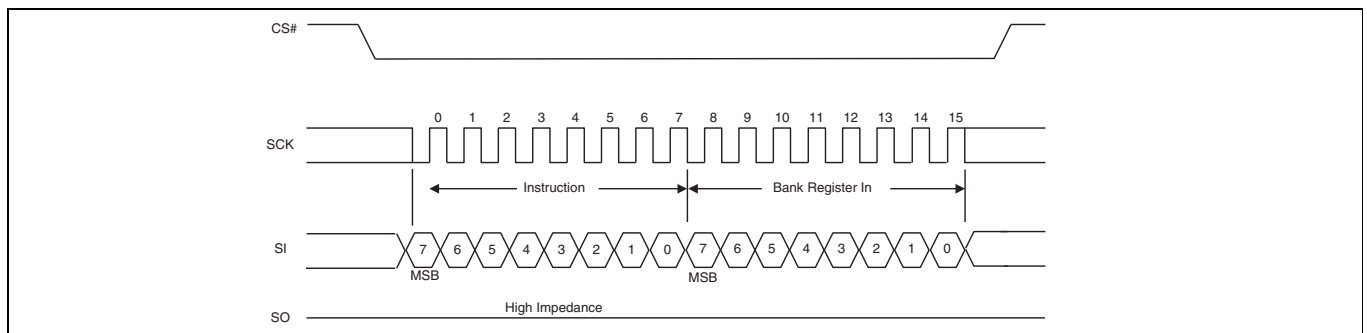 CS#
0 1 2 3 4 5 6 7 8 9 10 11 12 13 14 15
SCK
Instruction Bank Register In
SI 7 6 5 4 3 2 1 0 7 6 5 4 3 2 1 0
MSB MSB
High Impedance
SO